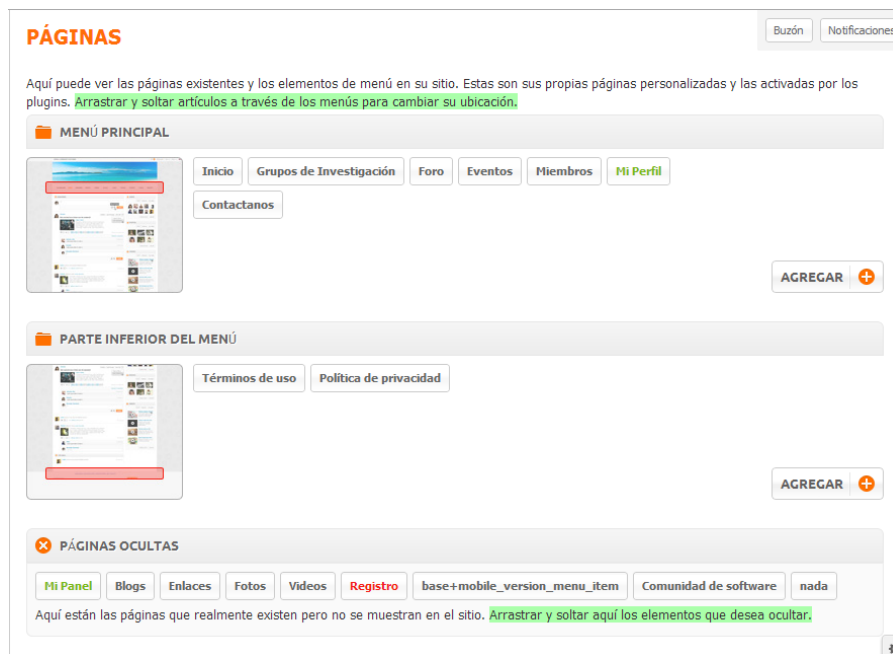 PÁGINAS
Buzón
Notificaciones
Aquí puede ver las páginas existentes y los elementos de menú en su sitio. Estas son sus propias páginas personalizadas y las activadas por los
plugins. Arrastrar y soltar artículos a través de los menús para cambiar su ubicación.
MENÚ PRINCIPAL
Inicio
Grupos de Investigación
Foro
Eventos
Miembros
Mi Perfil
Contactanos
AGREGAR
PARTE INFERIOR DEL MENÚ
Términos de uso
Política de privacidad
AGREGAR
PÁGINAS OCULTAS
Mi Panel
Blogs
Enlaces
Fotos
Videos
Registro
base+mobile_version_menu_item
Comunidad de software
nada
Aquí están las páginas que realmente existen pero no se muestran en el sitio. Arrastrar y soltar aquí los elementos que desea ocultar.